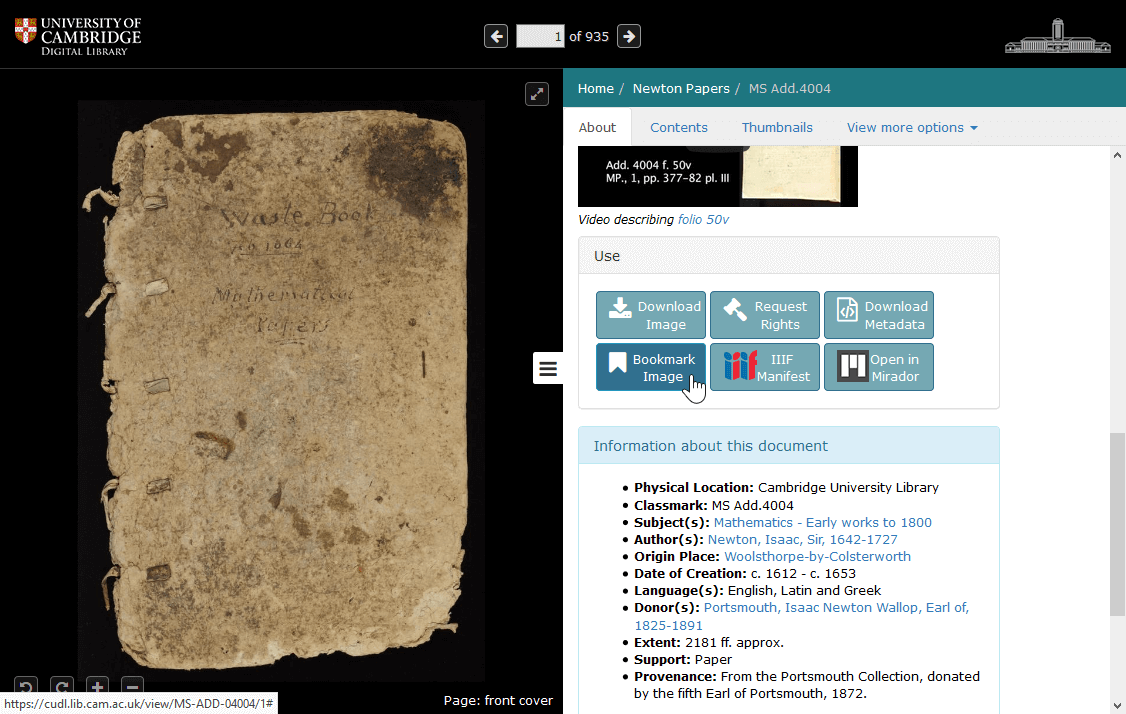 UNIVERSITY OF
CAMBRIDGE
DIGITAL LIBRARY
1 of 935
Home / Newton Papers / MS Add.4004
About Contents Thumbnails View more options
Add. 4004 f. 50v
MP., 1, pp. 377–82 pl. III
Video describing folio 50v
Use
Download Image
Request Rights
Download Metadata
Bookmark Image
IIIF Manifest
Open in Mirador
Information about this document
• Physical Location: Cambridge University Library
• Classmark: MS Add.4004
• Subject(s): Mathematics - Early works to 1800
• Author(s): Newton, Isaac, Sir, 1642-1727
• Origin Place: Woolsthorpe-by-Colsterworth
• Date of Creation: c. 1612 - c. 1653
• Language(s): English, Latin and Greek
• Donor(s): Portsmouth, Isaac Newton Wallop, Earl of,
1825-1891
• Extent: 2181 ff. approx.
• Support: Paper
• Provenance: From the Portsmouth Collection, donated
by the fifth Earl of Portsmouth, 1872.
Waste Book
Mathematical
Papers
Page: front cover
https://cudl.lib.cam.ac.uk/view/MS-ADD-04004/1#